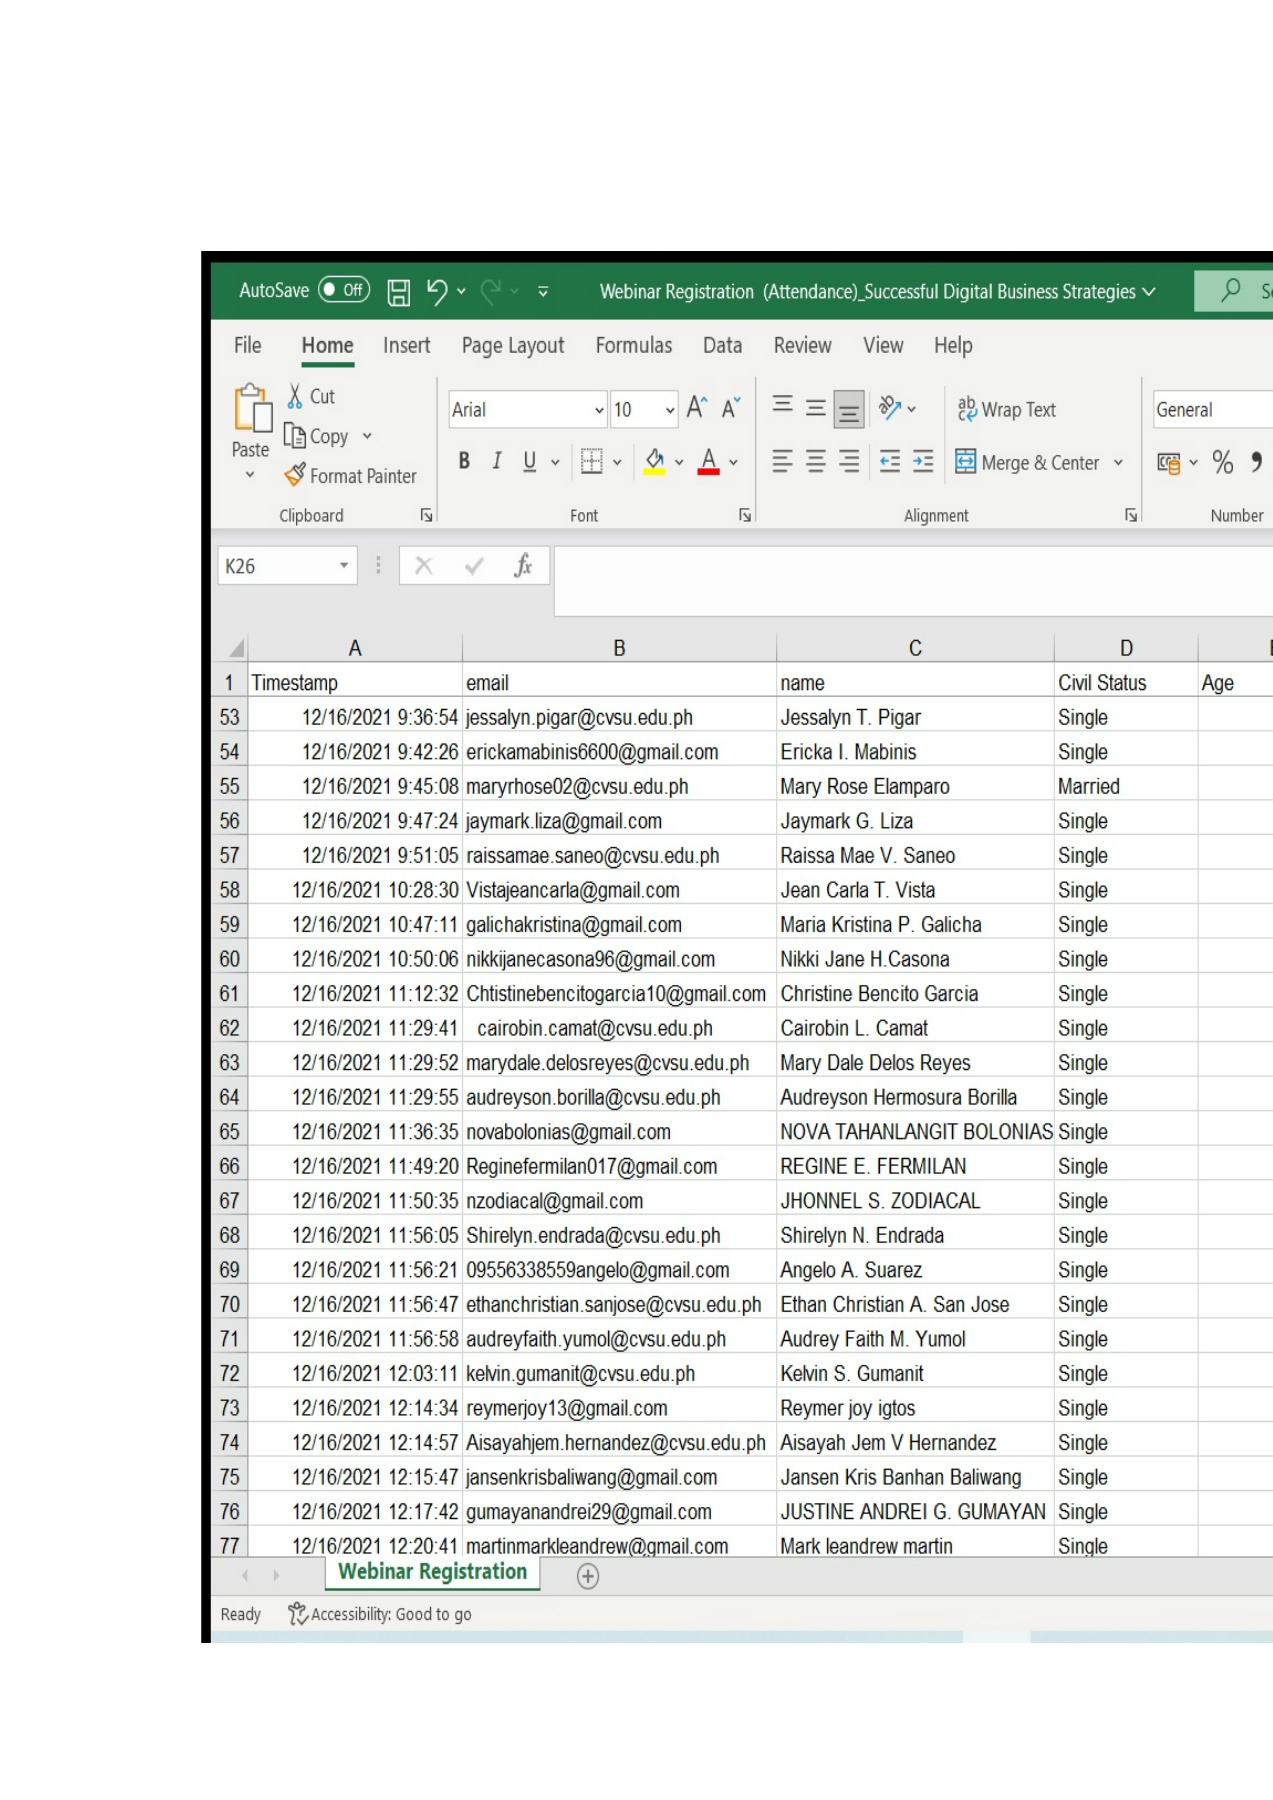 AutoSave Off Webinar Registration (Attendance)_Successful Digital Business Strategies
File Home Insert Page Layout Formulas Data Review View Help
Paste Cut Copy Format Painter Clipboard
Arial 10 B I U Font
Wrap Text Merge & Center Alignment
General % Number
K26 fx
A B C D
1 Timestamp email name Civil Status Age
53 12/16/2021 9:36:54 jessalyn.pigar@cvsu.edu.ph Jessalyn T. Pigar Single
54 12/16/2021 9:42:26 erickamabinis6600@gmail.com Ericka I. Mabinis Single
55 12/16/2021 9:45:08 maryrhose02@cvsu.edu.ph Mary Rose Elamparo Married
56 12/16/2021 9:47:24 jaymark.liza@gmail.com Jaymark G. Liza Single
57 12/16/2021 9:51:05 raissamae.saneo@cvsu.edu.ph Raissa Mae V. Saneo Single
58 12/16/2021 10:28:30 Vistajeancarla@gmail.com Jean Carla T. Vista Single
59 12/16/2021 10:47:11 galichakristina@gmail.com Maria Kristina P. Galicha Single
60 12/16/2021 10:50:06 nikkijanecasona96@gmail.com Nikki Jane H.Casona Single
61 12/16/2021 11:12:32 Chtistinebencitogarcia10@gmail.com Christine Bencito Garcia Single
62 12/16/2021 11:29:41 cairobin.camat@cvsu.edu.ph Cairobin L. Camat Single
63 12/16/2021 11:29:52 marydale.delosreyes@cvsu.edu.ph Mary Dale Delos Reyes Single
64 12/16/2021 11:29:55 audreyson.borilla@cvsu.edu.ph Audreyson Hermosura Borilla Single
65 12/16/2021 11:36:35 novabolonias@gmail.com NOVA TAHANLANGIT BOLONIAS Single
66 12/16/2021 11:49:20 Reginefermilan017@gmail.com REGINE E. FERMILAN Single
67 12/16/2021 11:50:35 nzodiacal@gmail.com JHONNEL S. ZODIACAL Single
68 12/16/2021 11:56:05 Shirelyn.endrada@cvsu.edu.ph Shirelyn N. Endrada Single
69 12/16/2021 11:56:21 09556338559angelo@gmail.com Angelo A. Suarez Single
70 12/16/2021 11:56:47 ethanchristian.sanjose@cvsu.edu.ph Ethan Christian A. San Jose Single
71 12/16/2021 11:56:58 audreyfaith.yumol@cvsu.edu.ph Audrey Faith M. Yumol Single
72 12/16/2021 12:03:11 kelvin.gumanit@cvsu.edu.ph Kelvin S. Gumanit Single
73 12/16/2021 12:14:34 reymerjoy13@gmail.com Reymer joy igtos Single
74 12/16/2021 12:14:57 Aisayahjem.hernandez@cvsu.edu.ph Aisayah Jem V Hernandez Single
75 12/16/2021 12:15:47 jansenkrisbaliwang@gmail.com Jansen Kris Banhan Baliwang Single
76 12/16/2021 12:17:42 gumayanandrei29@gmail.com JUSTINE ANDREI G. GUMAYAN Single
77 12/16/2021 12:20:41 martinmarkleandrew@gmail.com Mark leandrew martin Single
Webinar Registration
Ready Accessibility: Good to go